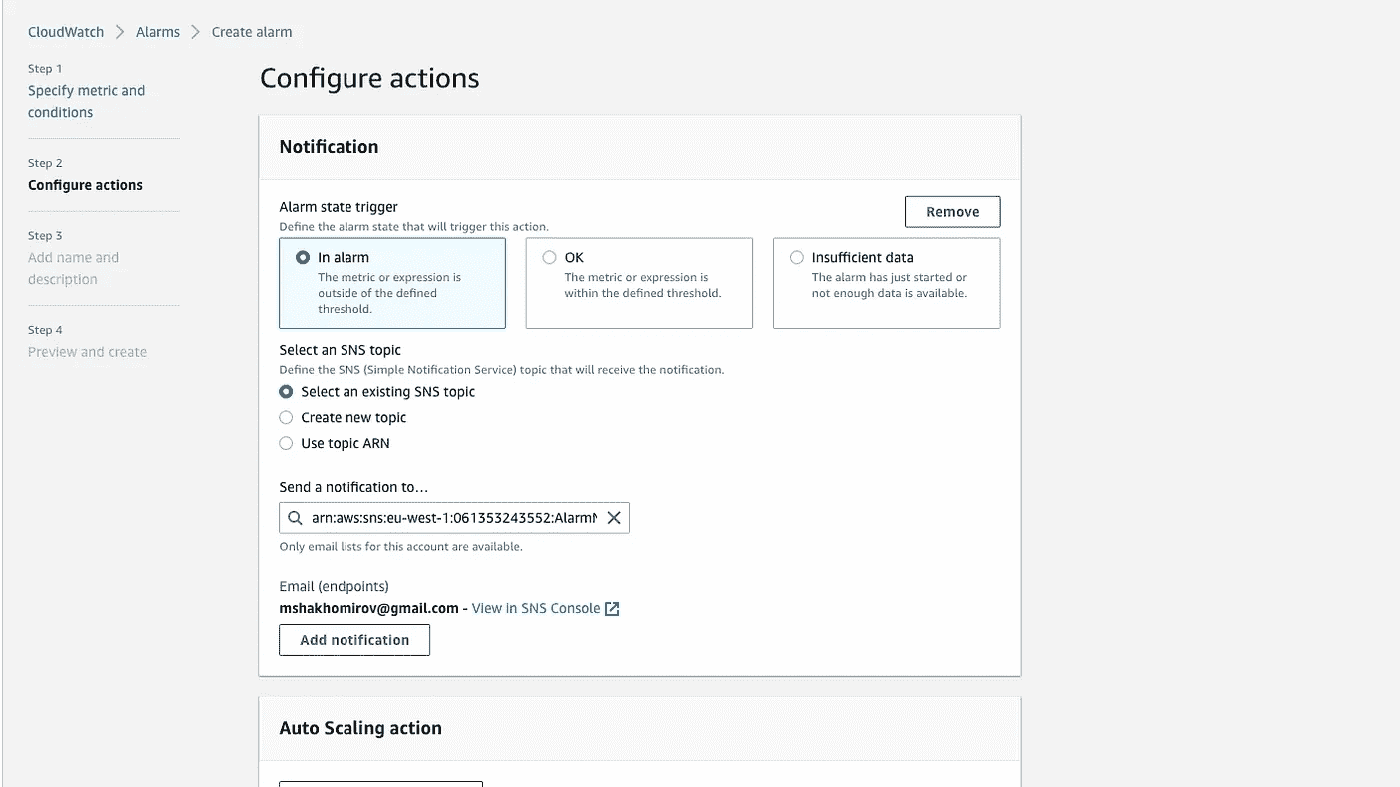 CloudWatch > Alarms > Create alarm
Step 1
Specify metric and
conditions
Step 2
Configure actions
Step 3
Add name and
description
Step 4
Preview and create
Configure actions
Notification
Alarm state trigger
Define the alarm state that will trigger this action.
Remove
In alarm
The metric or expression is
outside of the defined
threshold.
OK
The metric or expression is
within the defined threshold.
Insufficient data
The alarm has just started or
not enough data is available.
Select an SNS topic
Define the SNS (Simple Notification Service) topic that will receive the notification.
Select an existing SNS topic
Create new topic
Use topic ARN
Send a notification to…
arn:aws:sns:eu-west-1:061353243552:AlarmN
Only email lists for this account are available.
Email (endpoints)
mshakhomirov@gmail.com - View in SNS Console
Add notification
Auto Scaling action